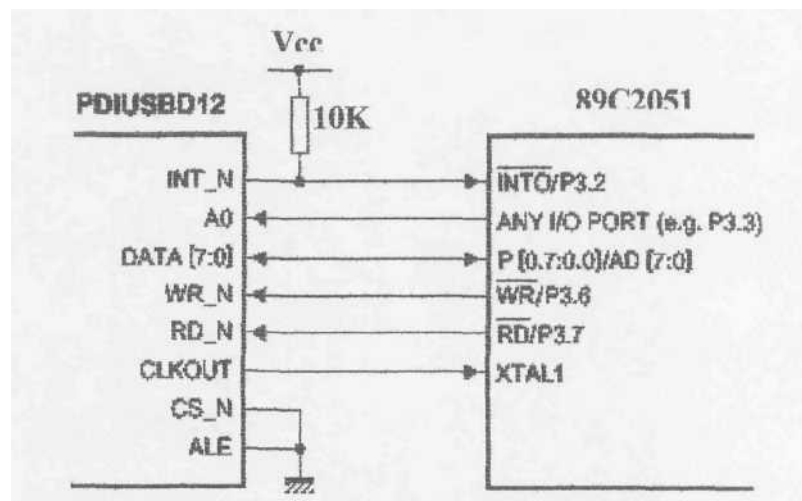 Vcc
PDIUSBD12
89C2051
10K
INT_N
INTO/P3.2
A0
ANY I/O PORT (e.g. P3.3)
DATA [7:0]
P [0.7:0.0]/AD [7:0]
WR_N
WR/P3.6
RD_N
RD/P3.7
CLKOUT
XTAL1
CS_N
ALE